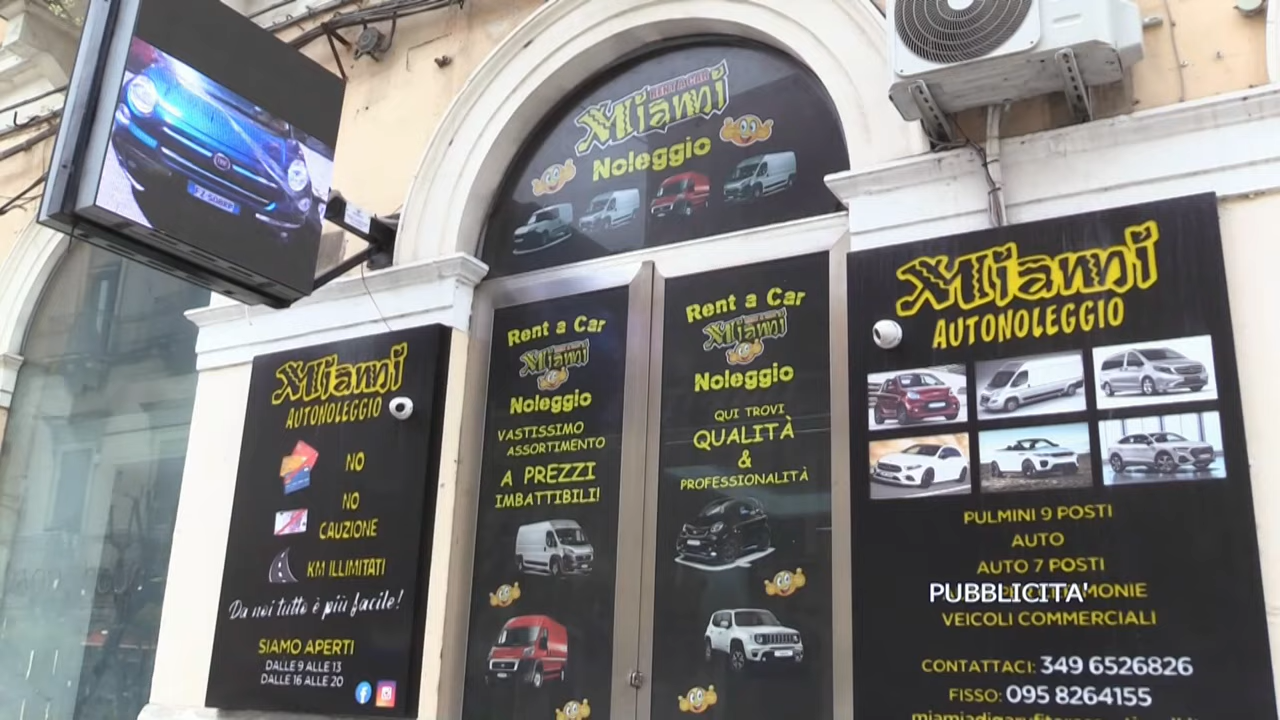 RENT A CAR
Miami
Noleggio
FZ
Miami
AUTONOLEGGIO
NO
NO
CAUZIONE
KM ILLIMITATI
Da noi tutto è più facile!
SIAMO APERTI
DALLE 9 ALLE 13
DALLE 16 ALLE 20
Rent a Car
Miami
Noleggio
VASTISSIMO
ASSORTIMENTO
A PREZZI
IMBATTIBILI!
Rent a Car
Miami
Noleggio
QUI TROVI
QUALITÀ
&
PROFESSIONALITÀ
Miami
AUTONOLEGGIO
PULMINI 9 POSTI
AUTO
AUTO 7 POSTI
PUBBLICITA'
VEICOLI COMMERCIALI
CONTATTACI: 349 6526826
FISSO: 095 8264155